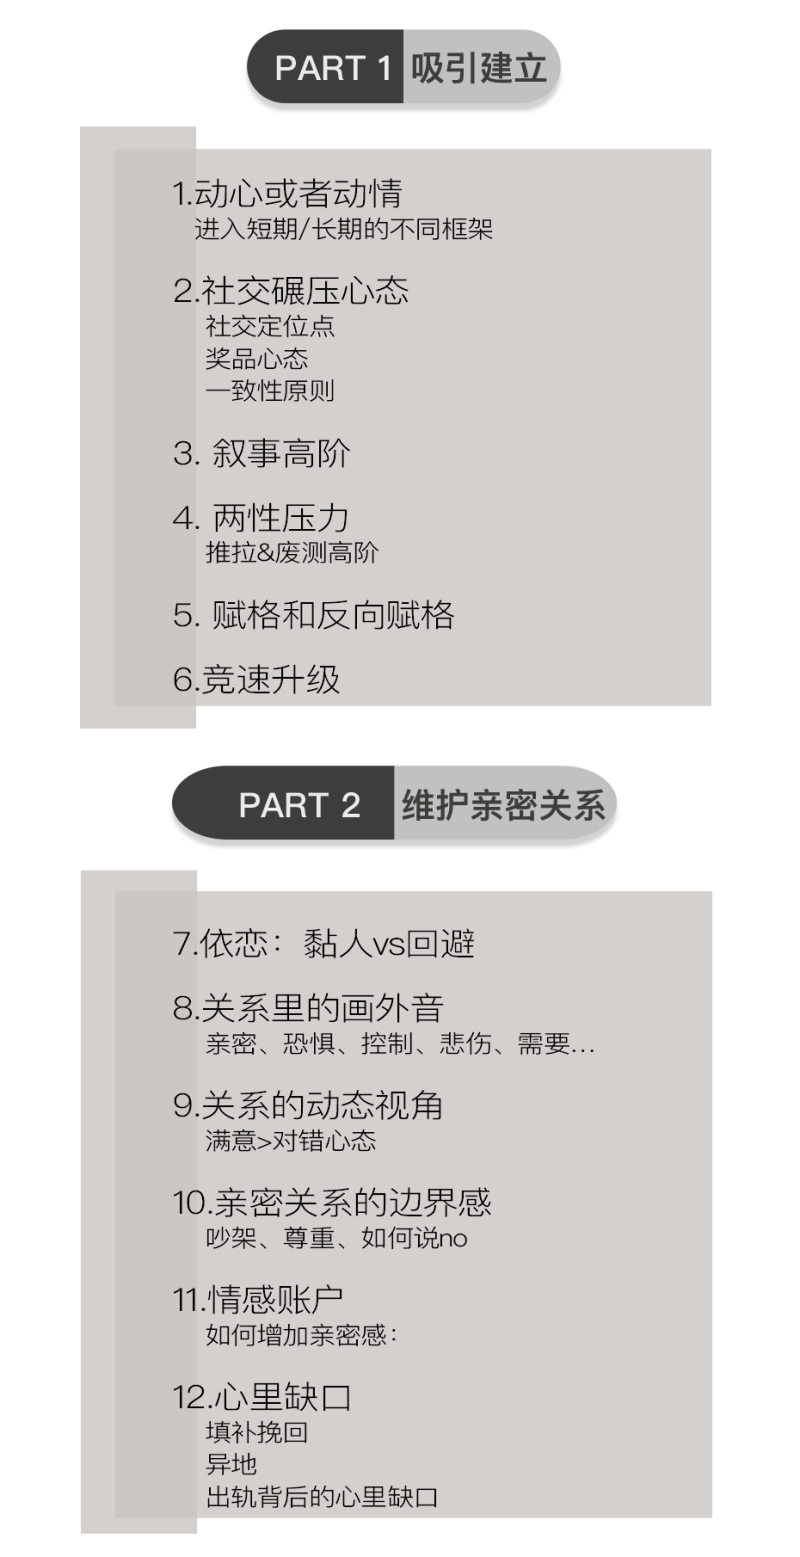 PART 1 吸引建立
1.动心或者动情
进入短期/长期的不同框架
2.社交碾压心态
社交定位点
奖品心态
一致性原则
3. 叙事高阶
4. 两性压力
推拉&废测高阶
5. 赋格和反向赋格
6.竞速升级
PART 2 维护亲密关系
7.依恋：黏人vs回避
8.关系里的画外音
亲密、恐惧、控制、悲伤、需要...
9.关系的动态视角
满意>对错心态
10.亲密关系的边界感
吵架、尊重、如何说no
11.情感账户
如何增加亲密感：
12.心里缺口
填补挽回
异地
出轨背后的心里缺口